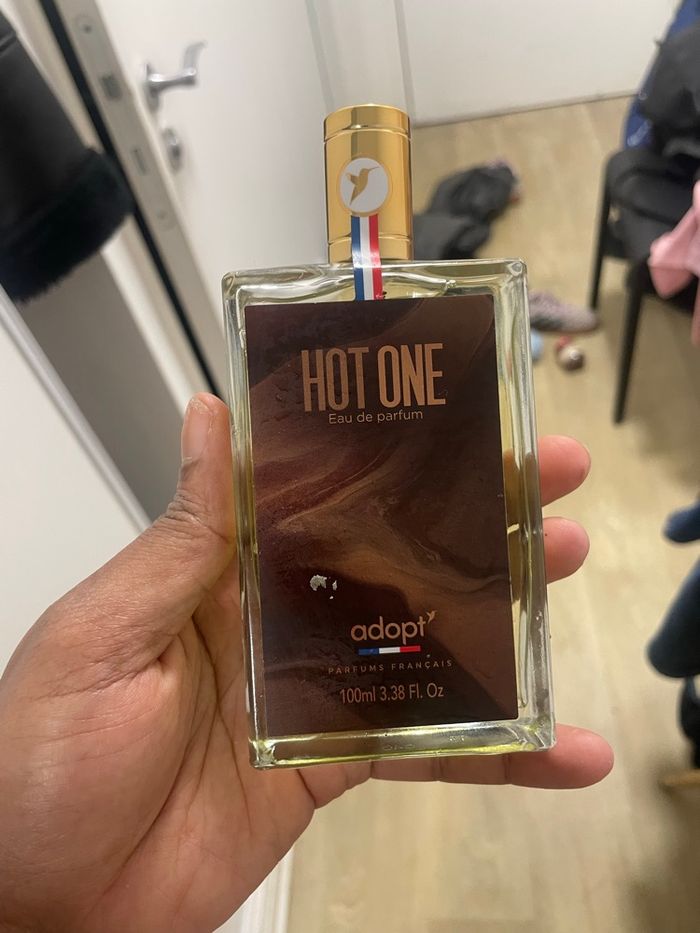 HOT ONE
Eau de parfum
adopt'
PARFUMS FRANÇAIS
100ml 3.38 Fl. Oz